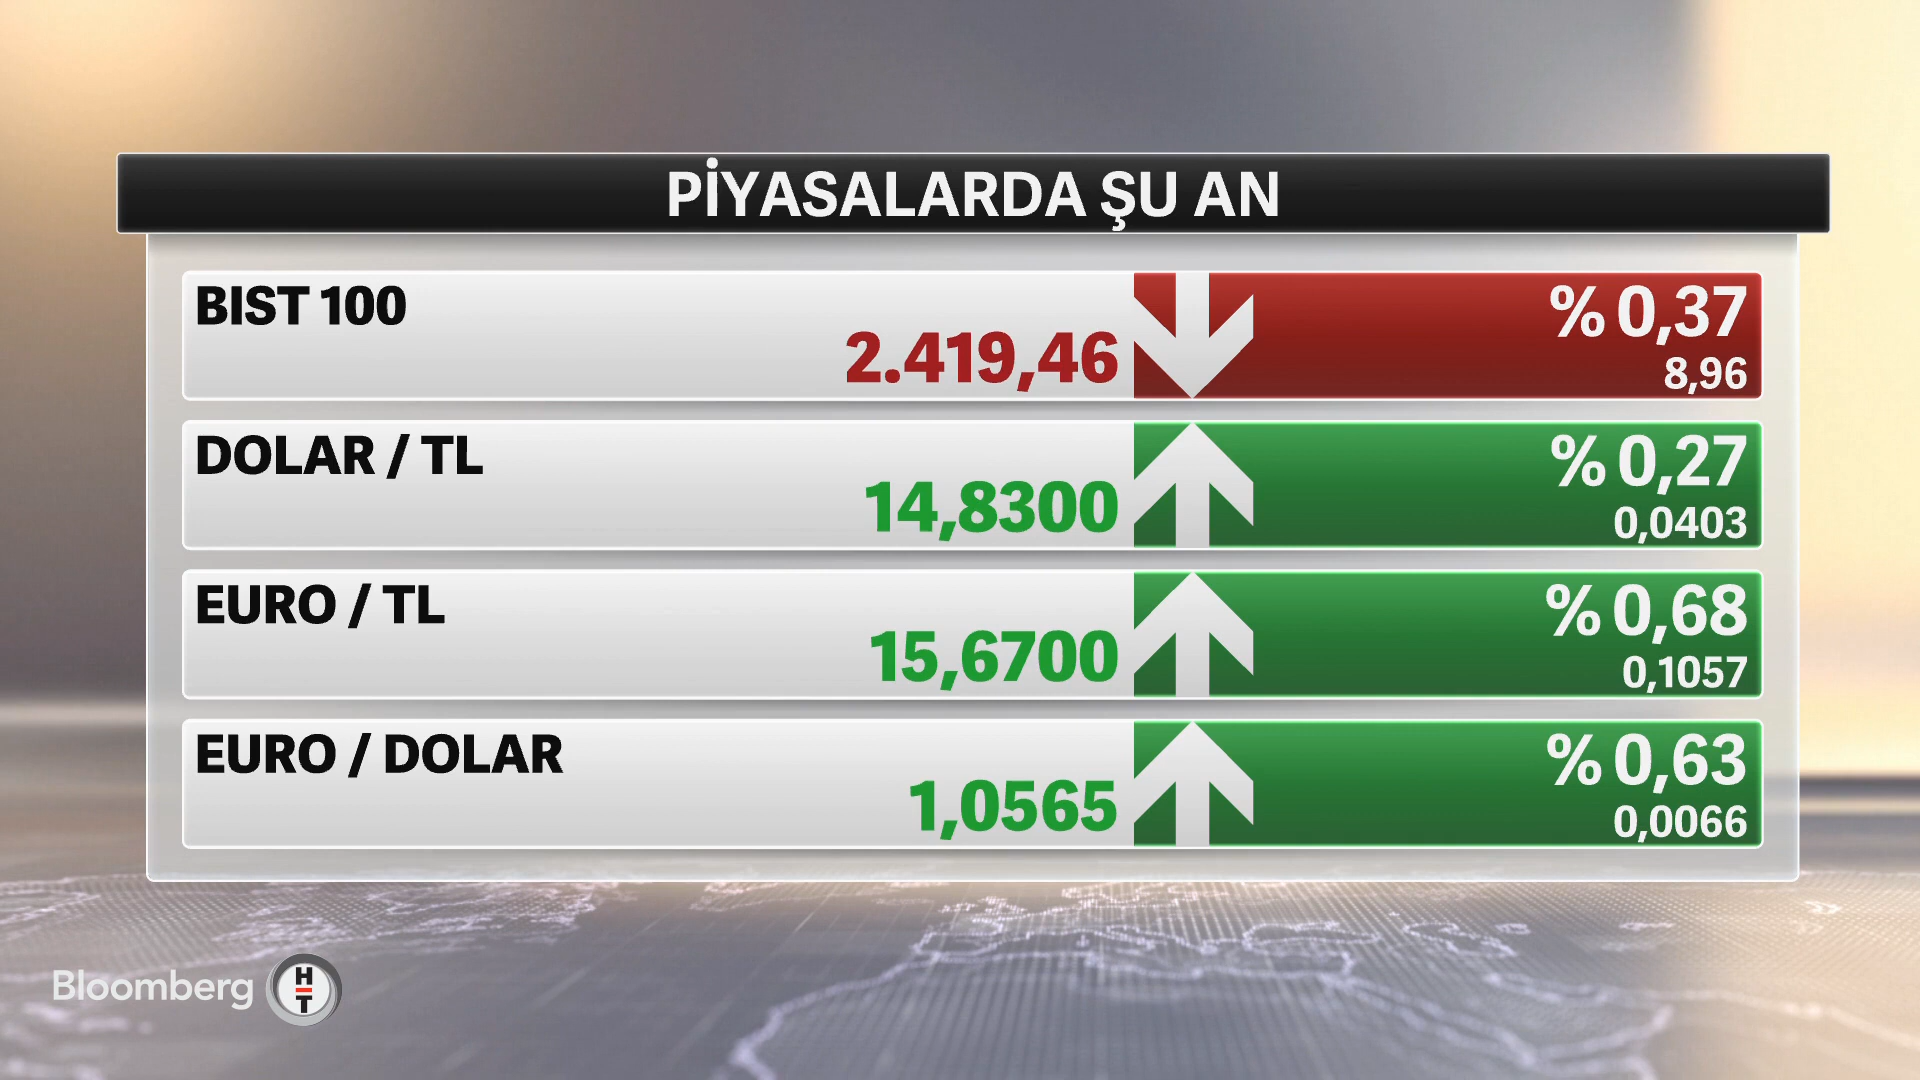 PİYASALARDA ŞU AN
BIST 100
2.419,46
% 0,37
8,96
DOLAR / TL
14,8300
% 0,27
0,0403
EURO / TL
15,6700
% 0,68
0,1057
EURO / DOLAR
1,0565
% 0,63
0,0066
Bloomberg HT